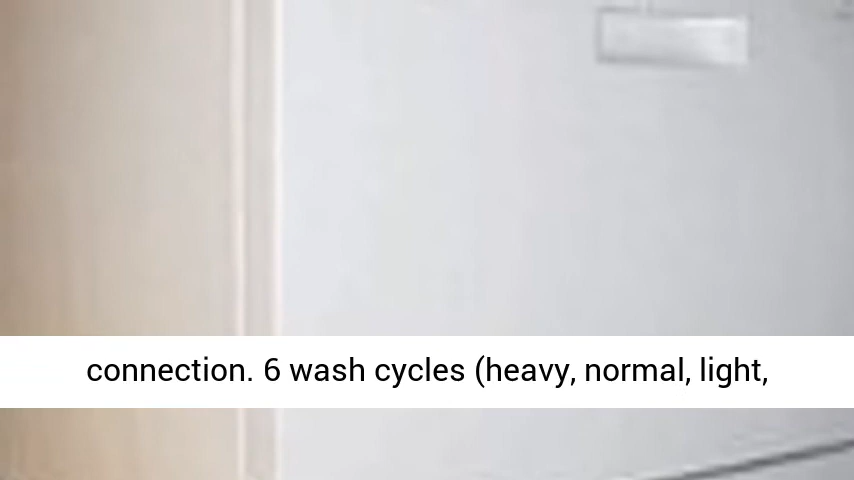 connection. 6 wash cycles (heavy, normal, light,